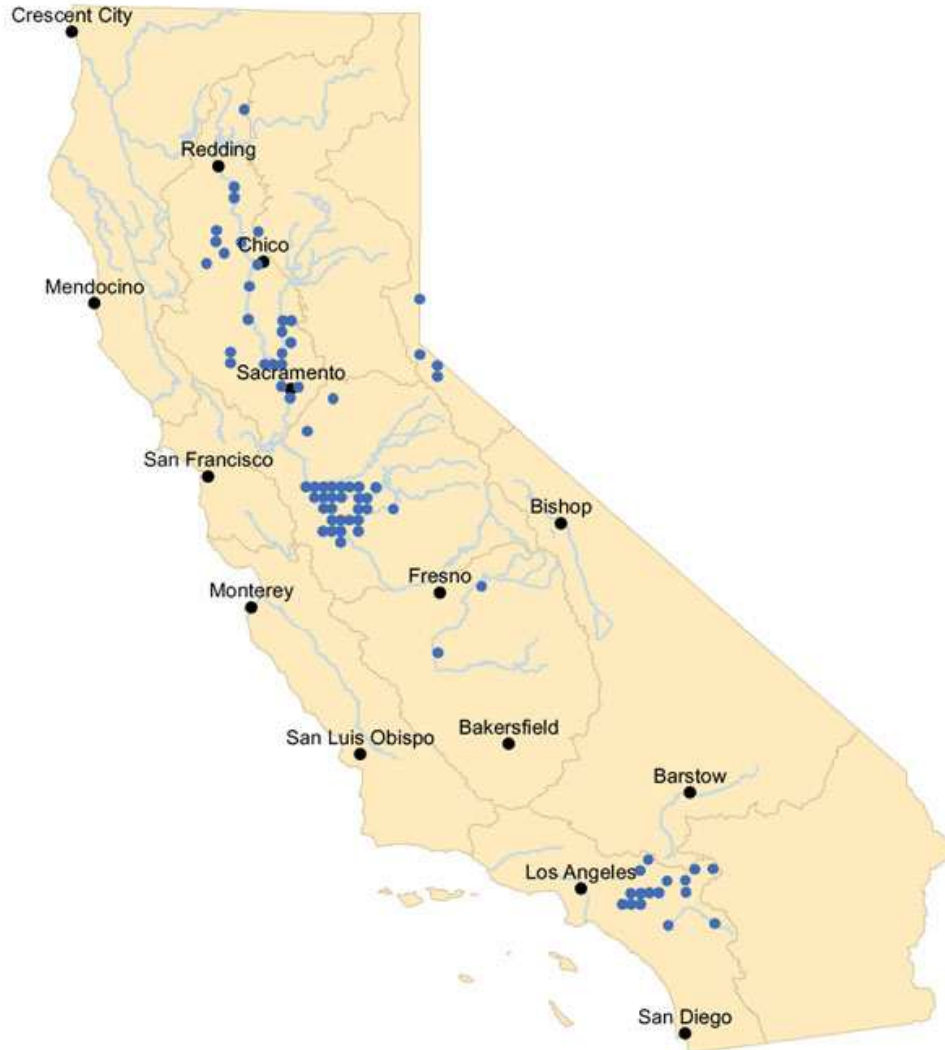 Crescent City
Redding
Chico
Mendocino
Sacramento
San Francisco
Bishop
Fresno
Monterey
Bakersfield
San Luis Obispo
Barstow
Los Angeles
San Diego